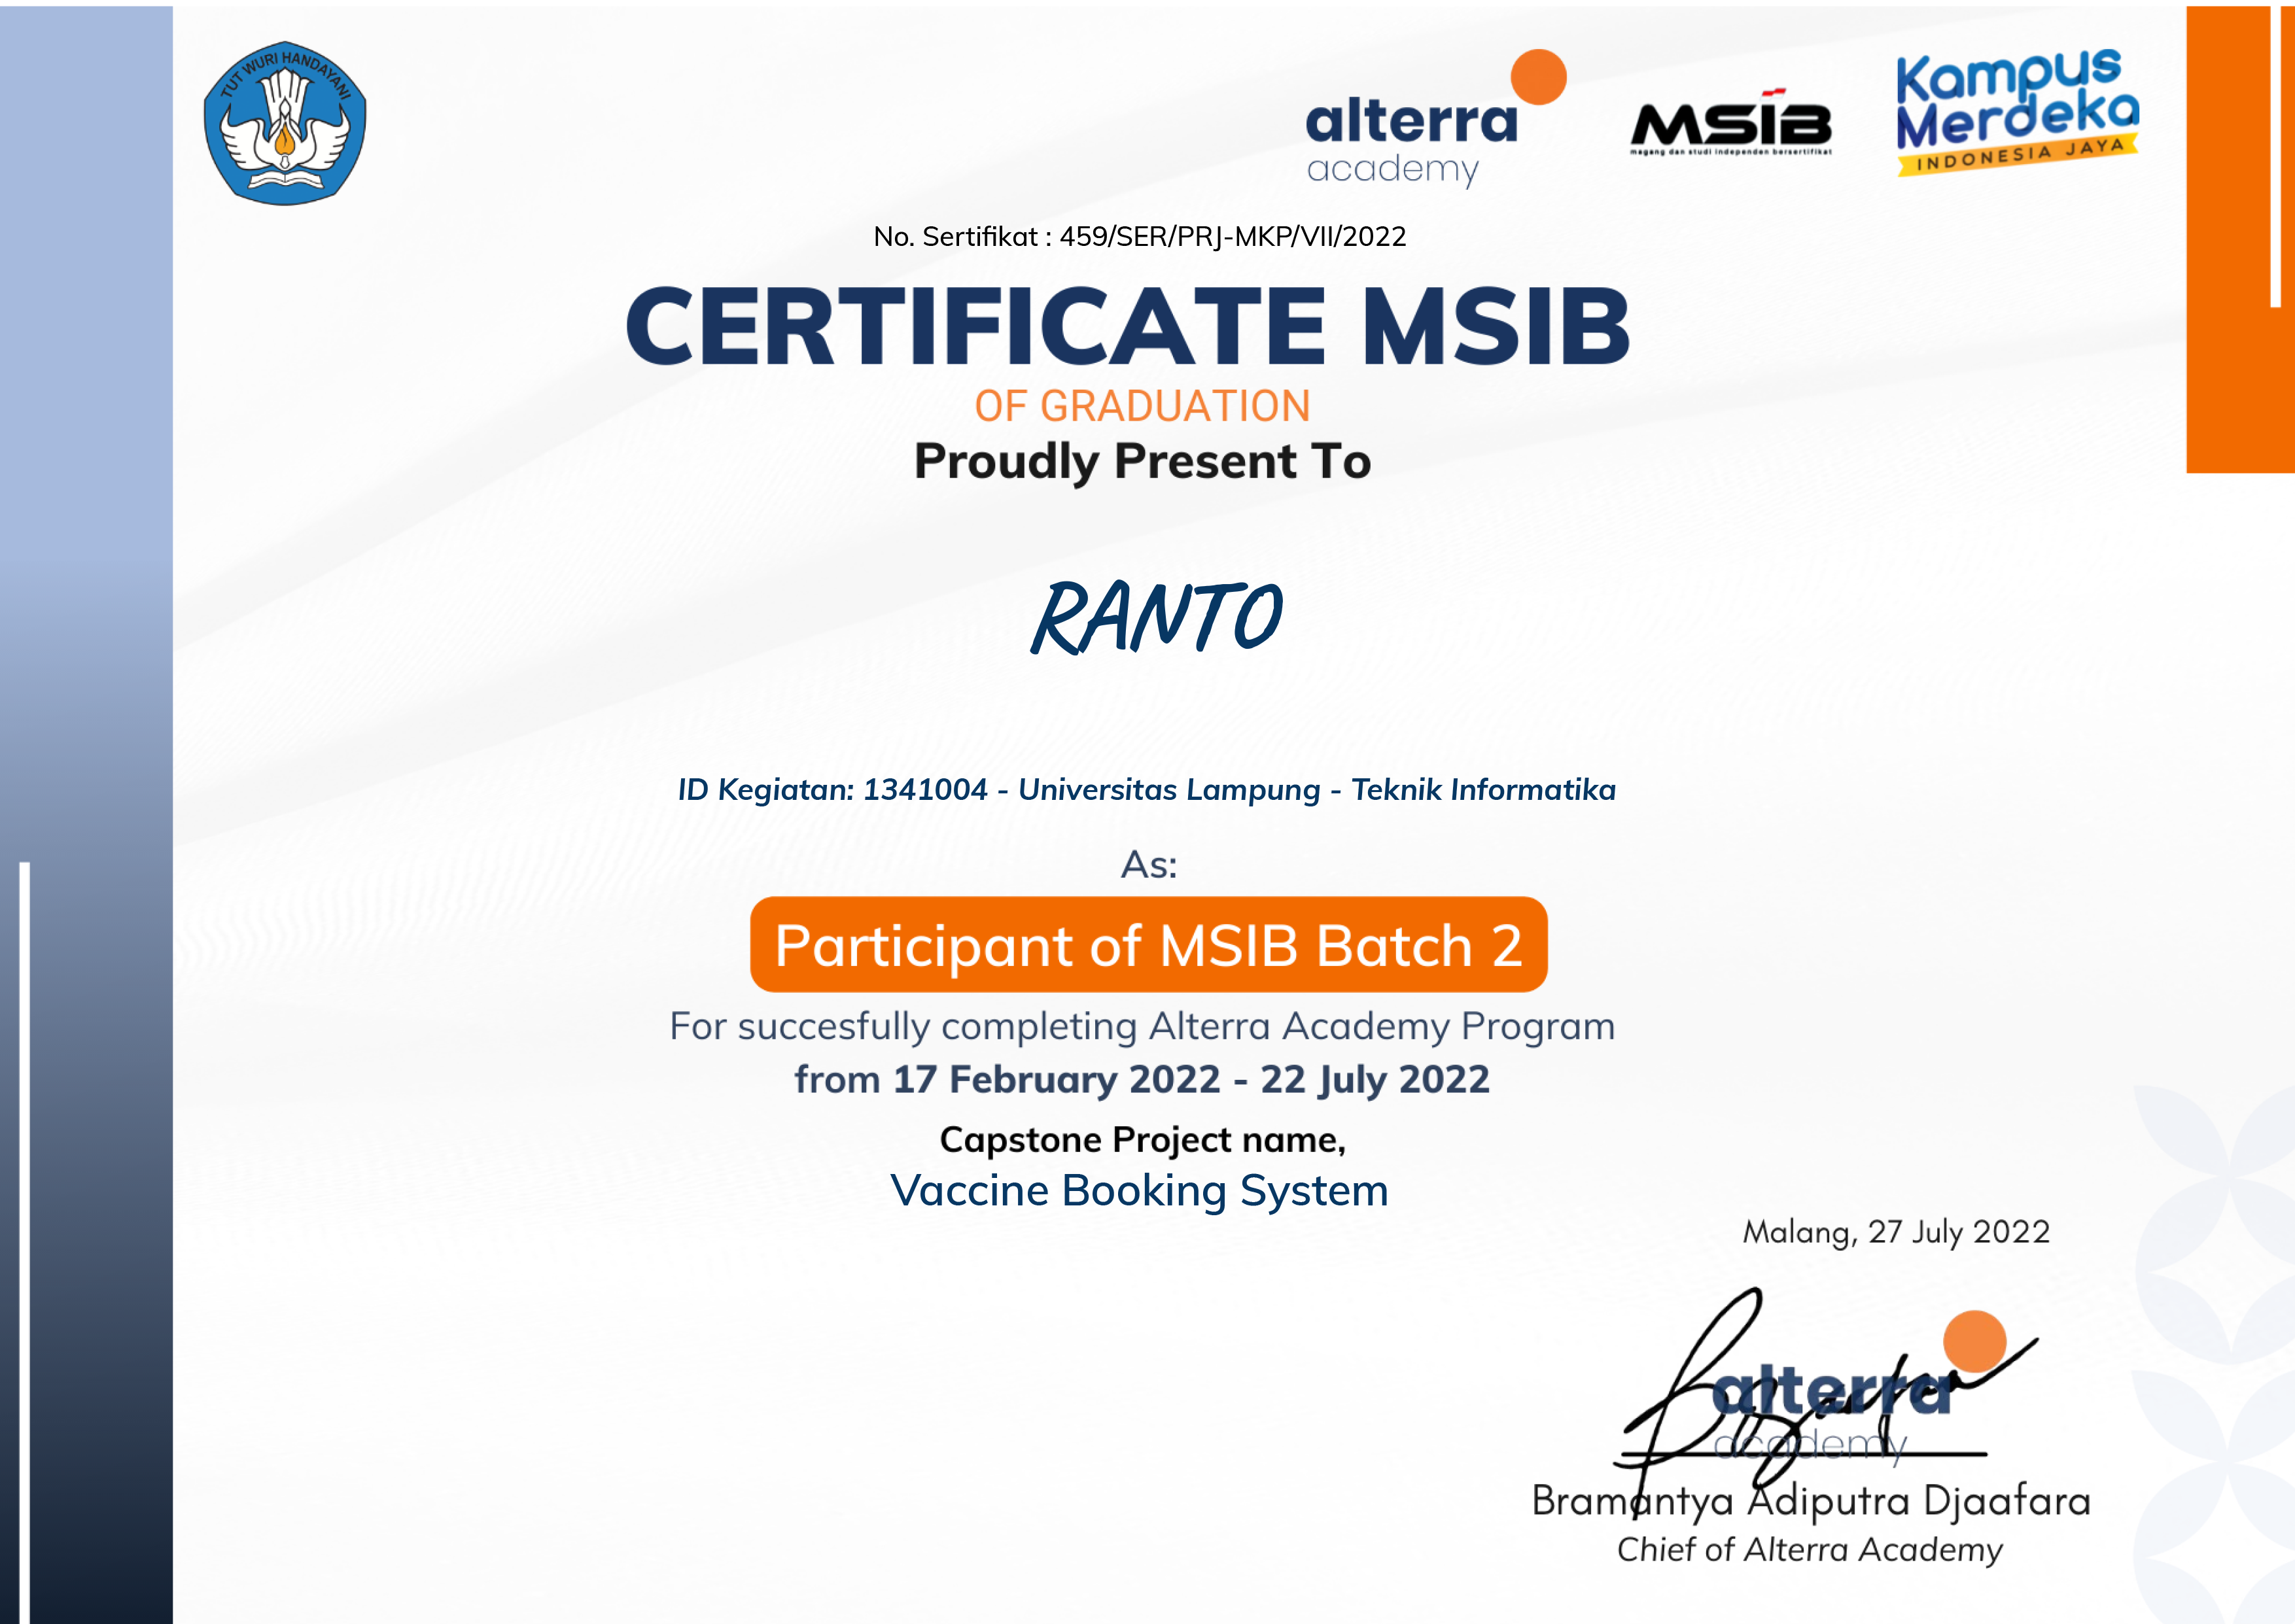 TUT WURI HANDAYANI
alterra
academy
MSIB
magang dan studi independen bersertifikat
Kampus
Merdeka
INDONESIA JAYA
No. Sertifikat : 459/SER/PRJ-MKP/VII/2022
CERTIFICATE MSIB
OF GRADUATION
Proudly Present To
RANTO
ID Kegiatan: 1341004 - Universitas Lampung - Teknik Informatika
As:
Participant of MSIB Batch 2
For succesfully completing Alterra Academy Program
from 17 February 2022 - 22 July 2022
Capstone Project name,
Vaccine Booking System
Malang, 27 July 2022
alterra
academy
Bramantya Adiputra Djaafara
Chief of Alterra Academy